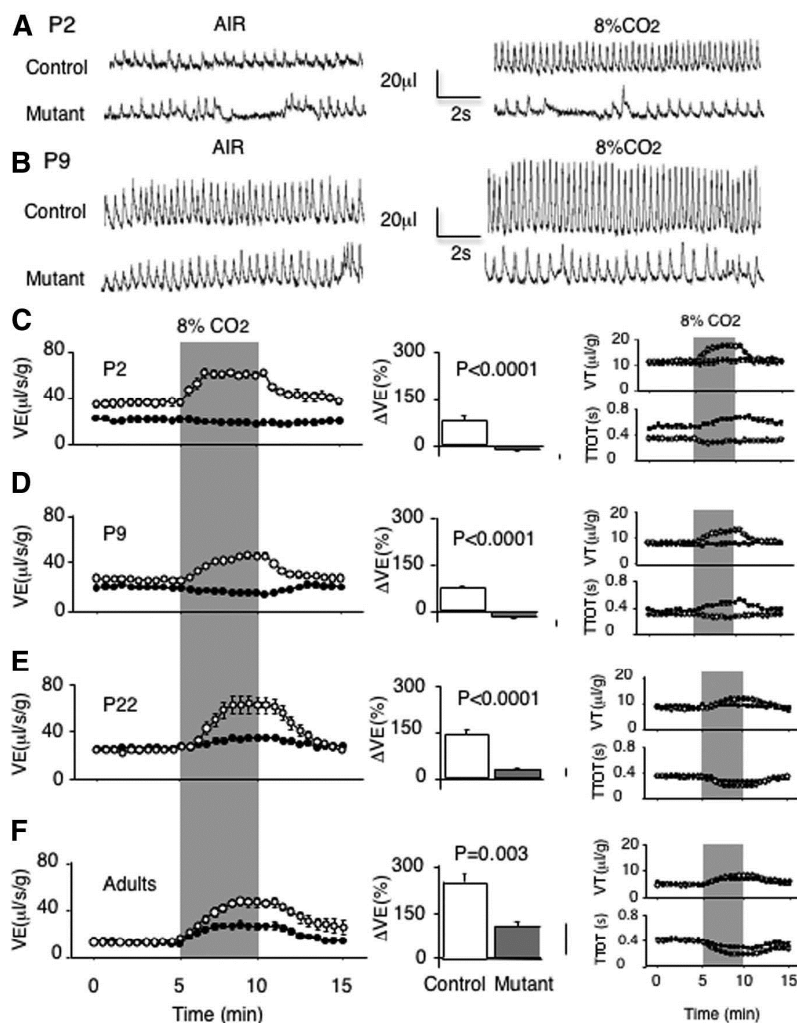 A P2 AIR 8%CO2
Control
20μl
Mutant
2s
B P9 AIR 8%CO2
Control
20μl
Mutant
2s
C 8% CO2 8% CO2
80 300 20
P2 P<0.0001
VE(μl/s/g) 40 ΔVE(%) 150 VT(μl/g) 10
0
0.8
TTOT(s) 0.4
0 0 0
D
80 300 20
P9 P<0.0001
VE(μl/s/g) 40 ΔVE(%) 150 VT(μl/g) 10
0
0.8
TTOT(s) 0.4
0 0 0
E
80 300 20
P22 P<0.0001
VE(μl/s/g) 40 ΔVE(%) 150 VT(μl/g) 10
0
0.8
TTOT(s) 0.4
0 0 0
F
80 300 20
Adults P=0.003
VE(μl/s/g) 40 ΔVE(%) 150 VT(μl/g) 10
0
0.8
TTOT(s) 0.4
0 0 0
Control Mutant
0 5 10 15 0 5 10 15
Time (min) Time (min)